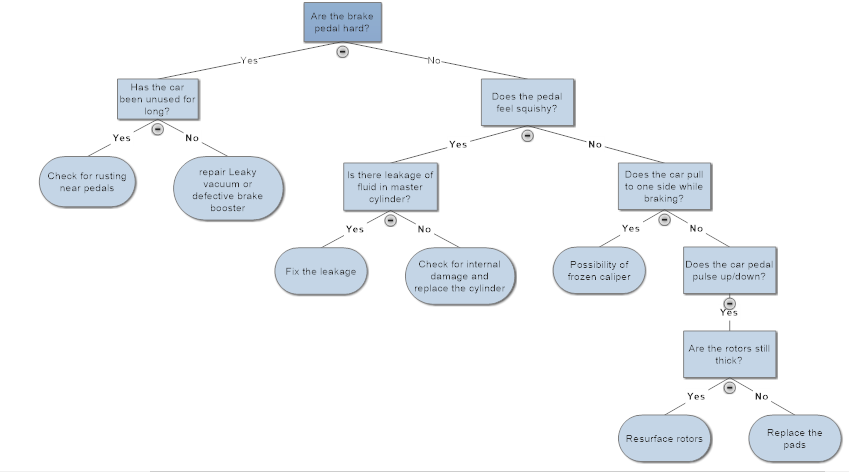 Are the brake
pedal hard?
Yes
No
Has the car
been unused for
long?
Does the pedal
feel squishy?
Yes
No
Yes
No
Check for rusting
near pedals
repair Leaky
vacuum or
defective brake
booster
Is there leakage of
fluid in master
cylinder?
Does the car pull
to one side while
braking?
Yes
No
Yes
No
Fix the leakage
Check for internal
damage and
replace the cylinder
Possibility of
frozen caliper
Does the car pedal
pulse up/down?
Yes
Are the rotors still
thick?
Yes
No
Resurface rotors
Replace the
pads